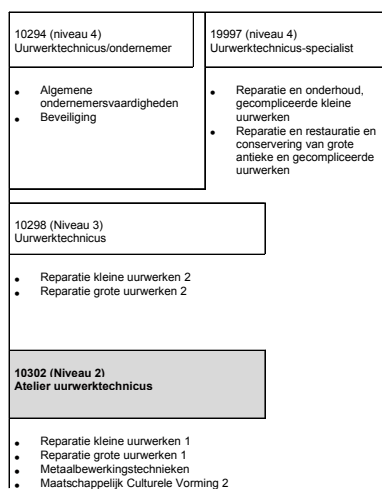 10294 (niveau 4)
Uurwerktechnicus/ondernemer
• Algemene
ondernemersvaardigheden
• Beveiliging
19997 (niveau 4)
Uurwerktechnicus-specialist
• Reparatie en onderhoud,
gecompliceerde kleine
uurwerken
• Reparatie en restauratie en
conservering van grote
antieke en gecompliceerde
uurwerken
10298 (Niveau 3)
Uurwerktechnicus
• Reparatie kleine uurwerken 2
• Reparatie grote uurwerken 2
10302 (Niveau 2)
Atelier uurwerktechnicus
• Reparatie kleine uurwerken 1
• Reparatie grote uurwerken 1
• Metaalbewerkingstechnieken
• Maatschappelijk Culturele Vorming 2